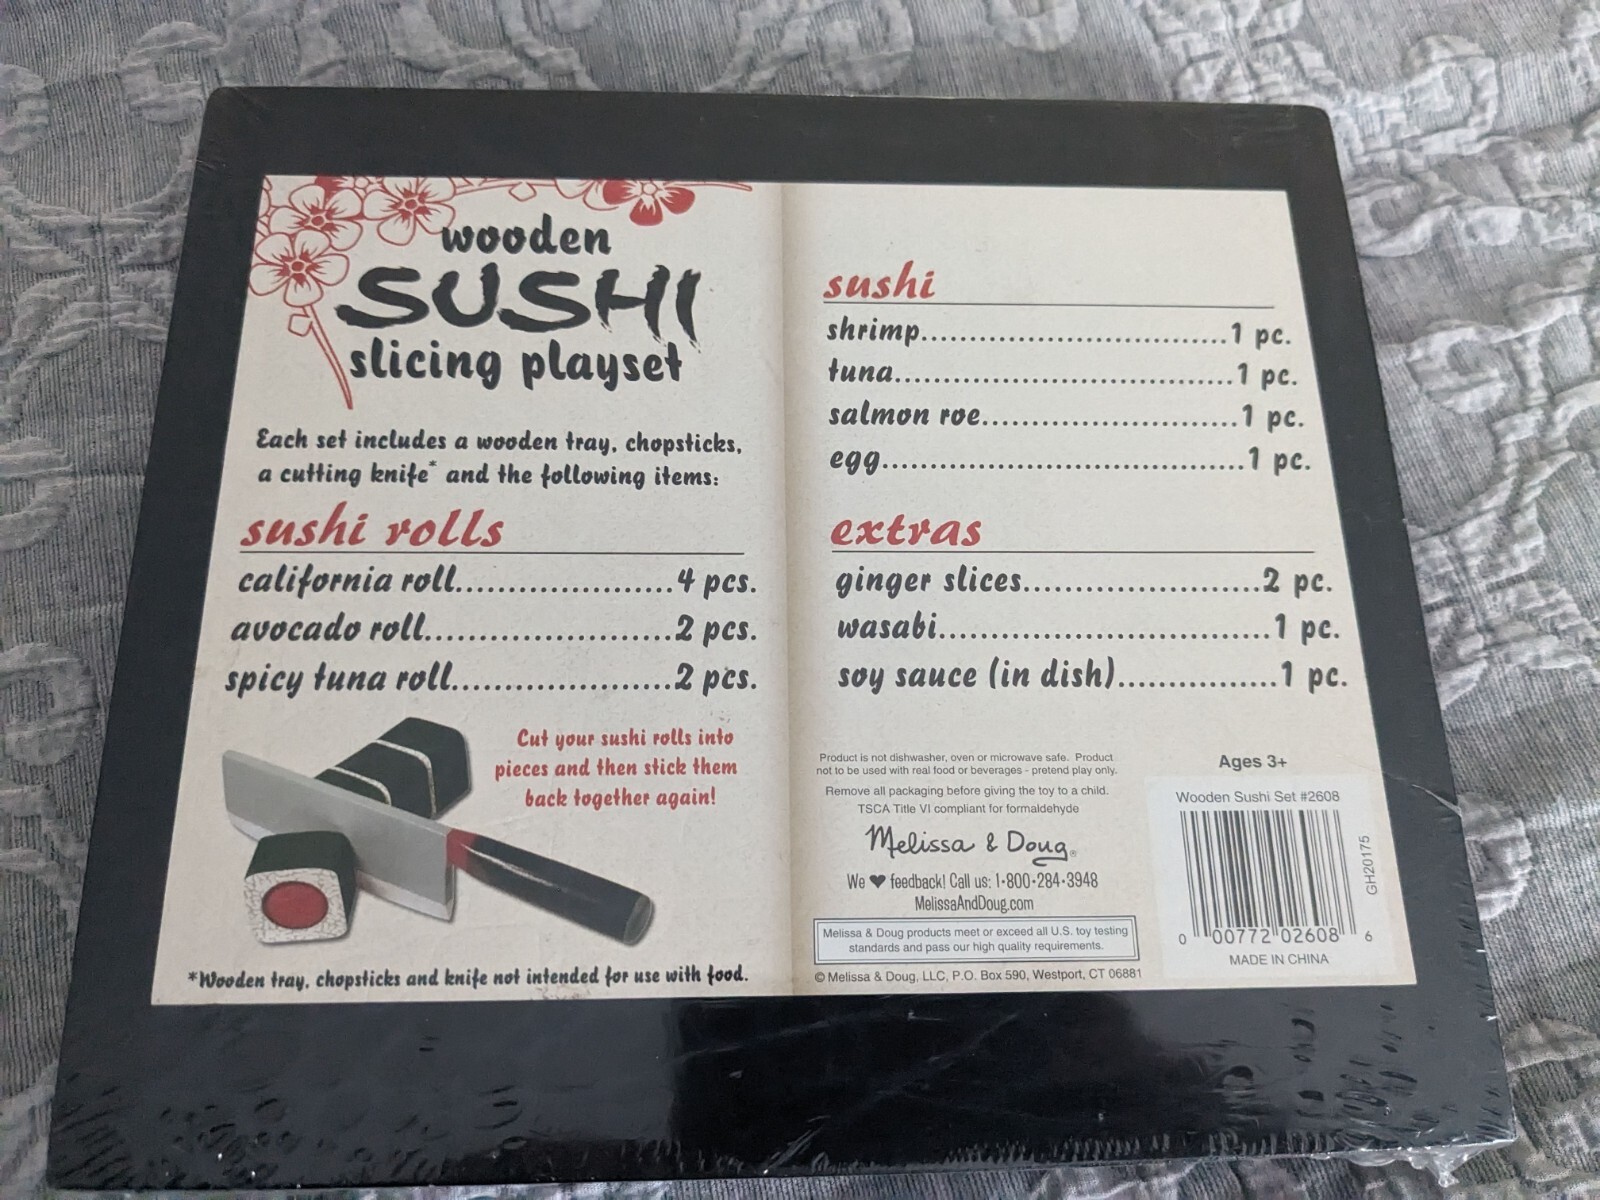 wooden
SUSHI
slicing playset
Each set includes a wooden tray, chopsticks,
a cutting knife* and the following items:
sushi rolls
california roll......................4 pcs.
avocado roll.........................2 pcs.
spicy tuna roll......................2 pcs.
Cut your sushi rolls into
pieces and then stick them
back together again!
*Wooden tray, chopsticks and knife not intended for use with food.
sushi
shrimp................................1 pc.
tuna...................................1 pc.
salmon roe..........................1 pc.
egg.....................................1 pc.
extras
ginger slices........................2 pc.
wasabi.................................1 pc.
soy sauce (in dish)................1 pc.
Product is not dishwasher, oven or microwave safe. Product
not to be used with real food or beverages - pretend play only.
Remove all packaging before giving the toy to a child.
TSCA Title VI compliant for formaldehyde
Melissa & Doug®
We ♥ feedback! Call us: 1-800-284-3948
MelissaAndDoug.com
Melissa & Doug products meet or exceed all U.S. toy testing
standards and pass our high quality requirements.
© Melissa & Doug, LLC, P.O. Box 590, Westport, CT 06881
Ages 3+
Wooden Sushi Set #2608
GH20175
0 00772 02608 6
MADE IN CHINA